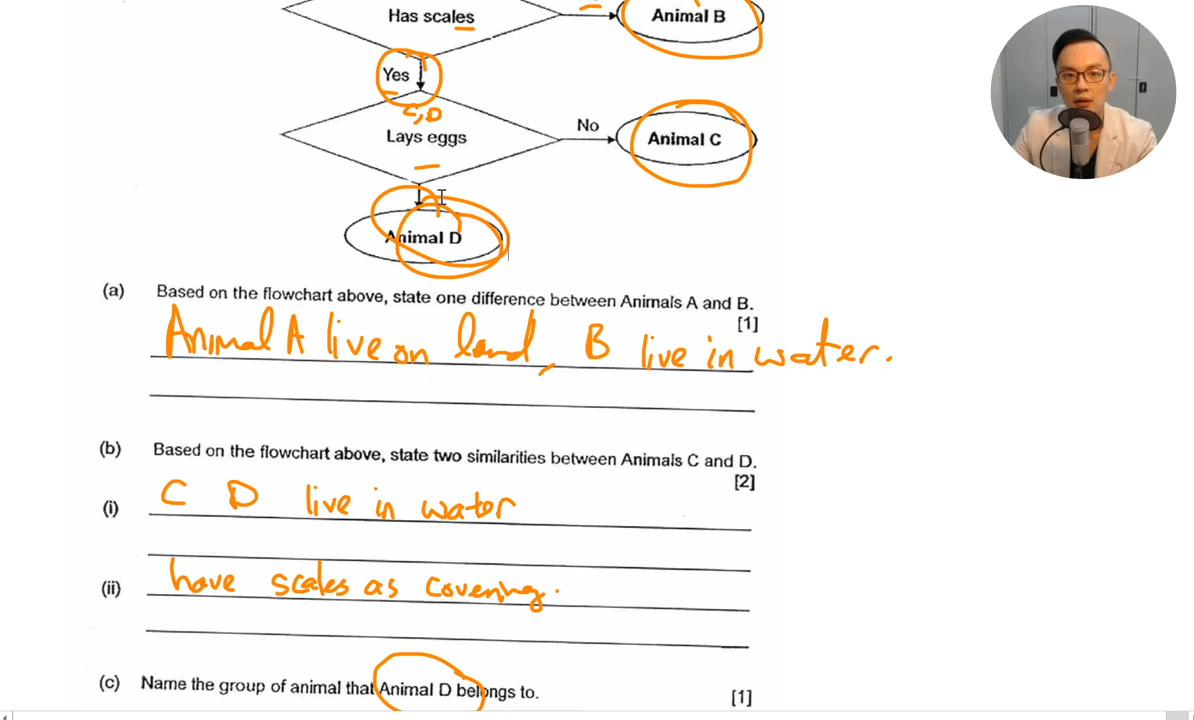 Has scales
Animal B
Yes
C, D
Lays eggs
No
Animal C
Animal D
(a) Based on the flowchart above, state one difference between Animals A and B.
[1]
Animal A live on land, B live in water.
(b) Based on the flowchart above, state two similarities between Animals C and D.
[2]
(i) C D live in water
(ii) have scales as covering.
(c) Name the group of animal that Animal D belongs to.
[1]